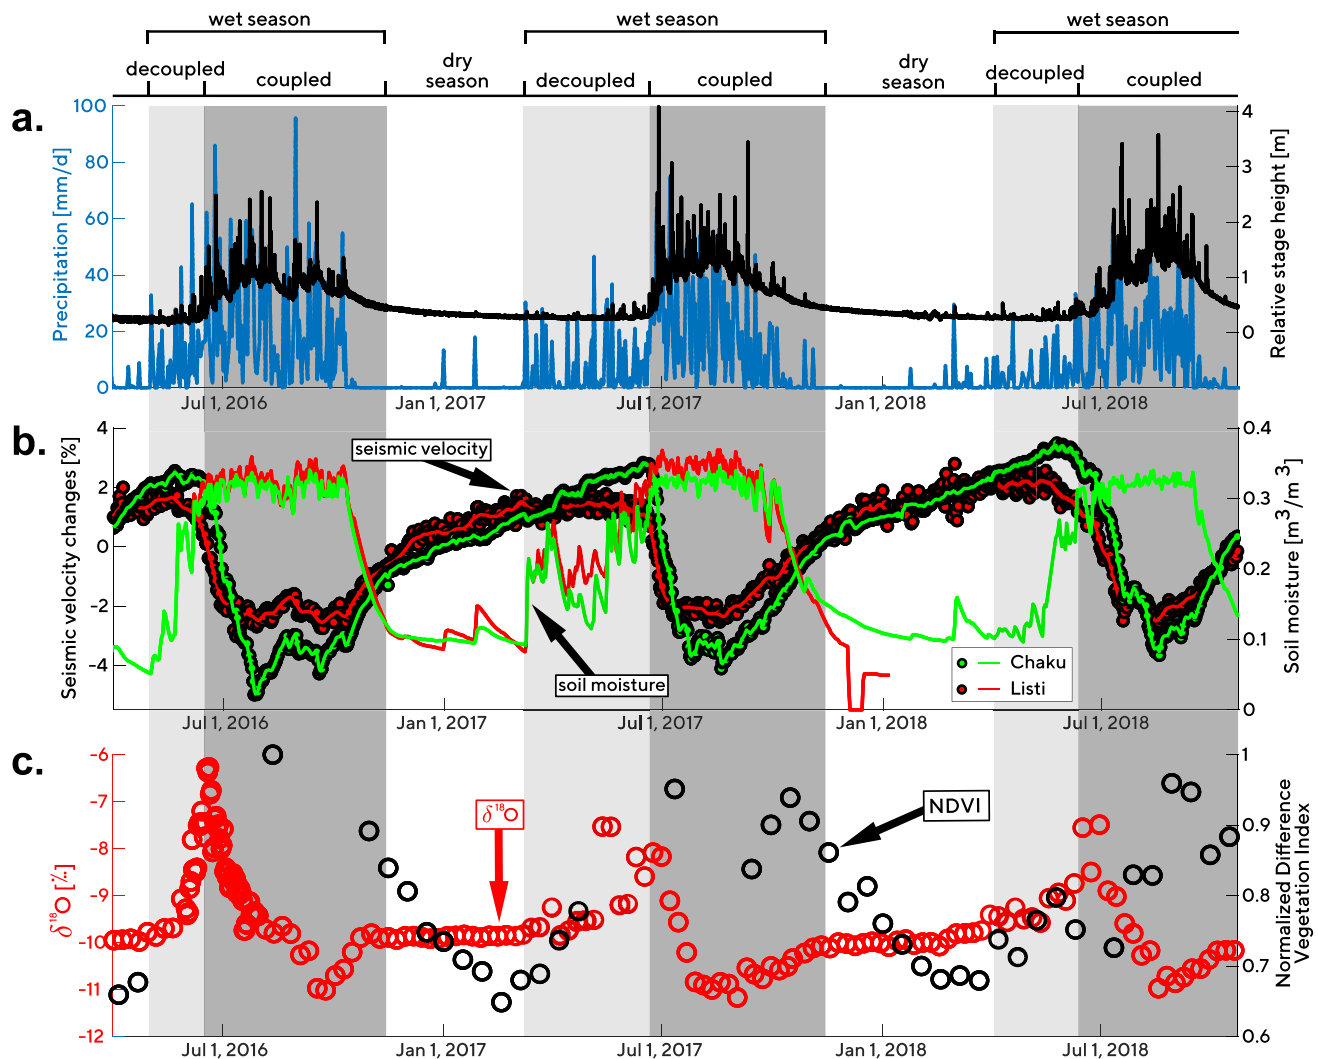 wet season
wet season
wet season
decoupled
coupled
dry
season
decoupled
coupled
dry
season
decoupled
coupled
a.
Precipitation [mm/d]
100
80
60
40
20
0
4
3
2
1
0
Relative stage height [m]
Jul 1, 2016
Jan 1, 2017
Jul 1, 2017
Jan 1, 2018
Jul 1, 2018
b.
Seismic velocity changes [%]
4
2
0
-2
-4
seismic velocity
soil moisture
Chaku
Listi
0.4
0.3
0.2
0.1
0
Soil moisture [m³/m³]
Jul 1, 2016
Jan 1, 2017
Jul 1, 2017
Jan 1, 2018
Jul 1, 2018
c.
δ¹⁸O [‰]
-6
-7
-8
-9
-10
-11
-12
δ¹⁸O
NDVI
1
0.9
0.8
0.7
0.6
Normalized Difference
Vegetation Index
Jul 1, 2016
Jan 1, 2017
Jul 1, 2017
Jan 1, 2018
Jul 1, 2018